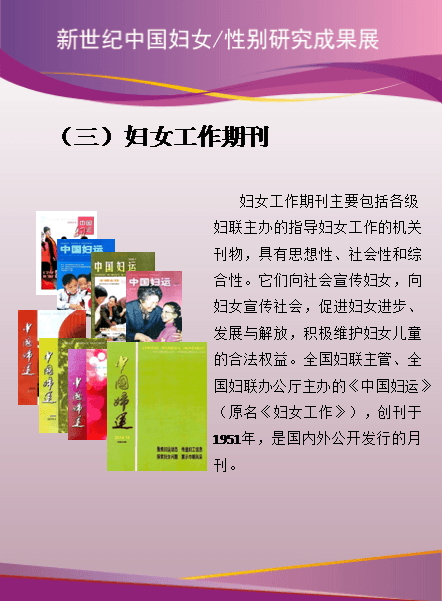 新世纪中国妇女/性别研究成果展
（三）妇女工作期刊
妇女工作期刊主要包括各级
妇联主办的指导妇女工作的机关
刊物，具有思想性、社会性和综
合性。它们向社会宣传妇女，向
妇女宣传社会，促进妇女进步、
发展与解放，积极维护妇女儿童
的合法权益。全国妇联主管、全
国妇联办公厅主办的《中国妇运》
（原名《妇女工作》），创刊于
1951年，是国内外公开发行的月
刊。
中国妇运
中国妇运
中国妇运
中国妇运
中国妇运
中国妇运